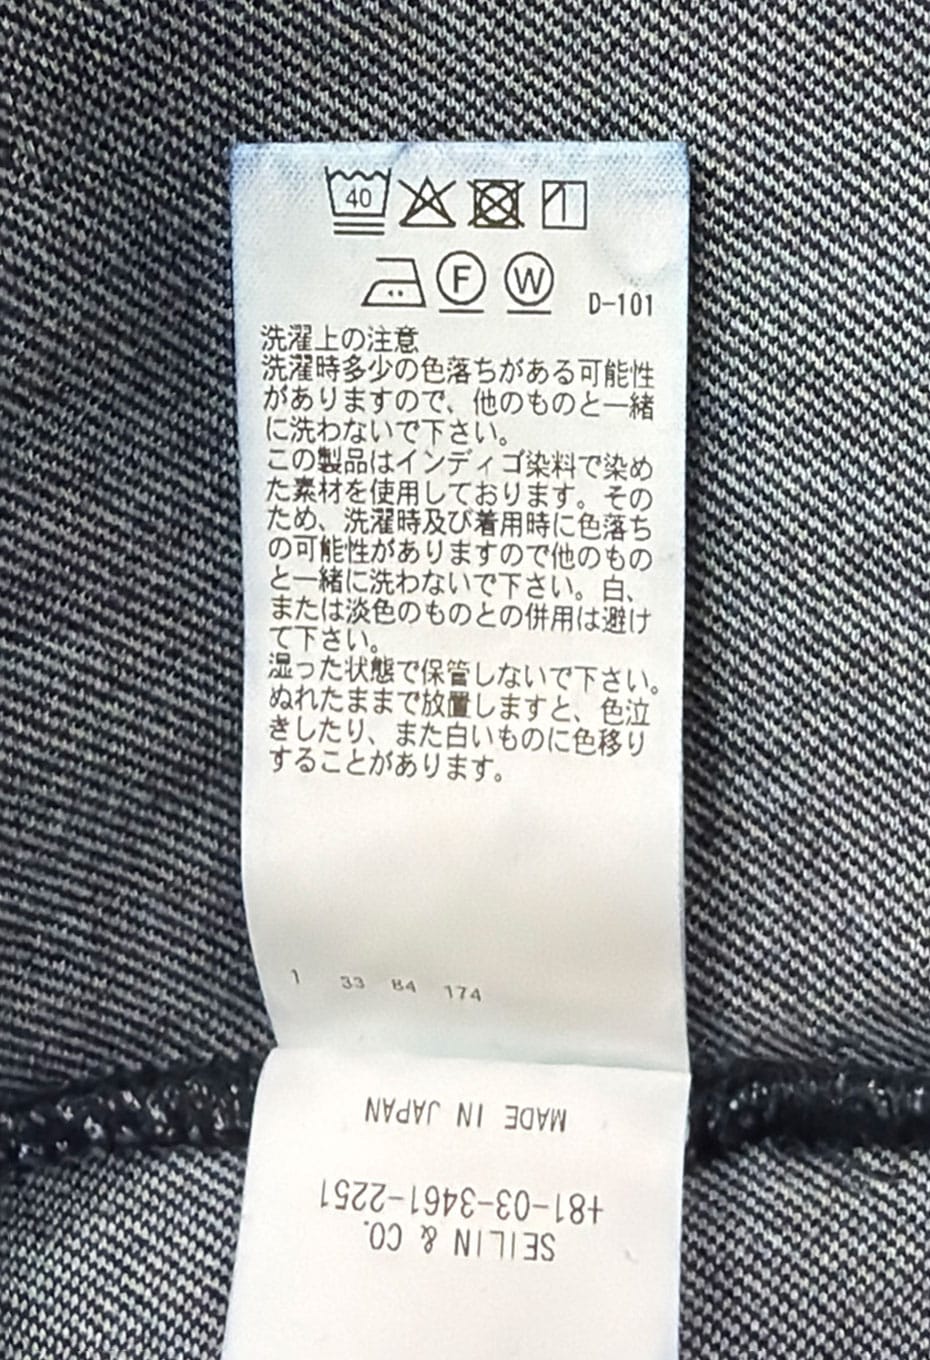 40
F W D-101
洗濯上の注意
洗濯時多少の色落ちがある可能性
がありますので、他のものと一緒
に洗わないで下さい。
この製品はインディゴ染料で染め
た素材を使用しております。その
ため、洗濯時及び着用時に色落ち
の可能性がありますので他のもの
と一緒に洗わないで下さい。白、
または淡色のものとの併用は避け
て下さい。
湿った状態で保管しないで下さい。
ぬれたままで放置しますと、色泣
きしたり、また白いものに色移り
することがあります。
1 33 84 174
SEILIN & CO.
+81-03-3461-2251
MADE IN JAPAN